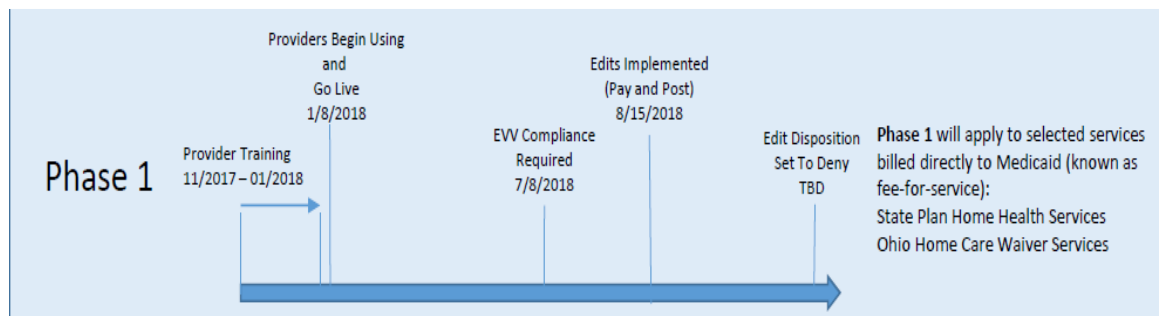 Phase 1
Provider Training
11/2017 – 01/2018
Providers Begin Using
and
Go Live
1/8/2018
EVV Compliance
Required
7/8/2018
Edits Implemented
(Pay and Post)
8/15/2018
Edit Disposition
Set To Deny
TBD
Phase 1 will apply to selected services
billed directly to Medicaid (known as
fee-for-service):
State Plan Home Health Services
Ohio Home Care Waiver Services